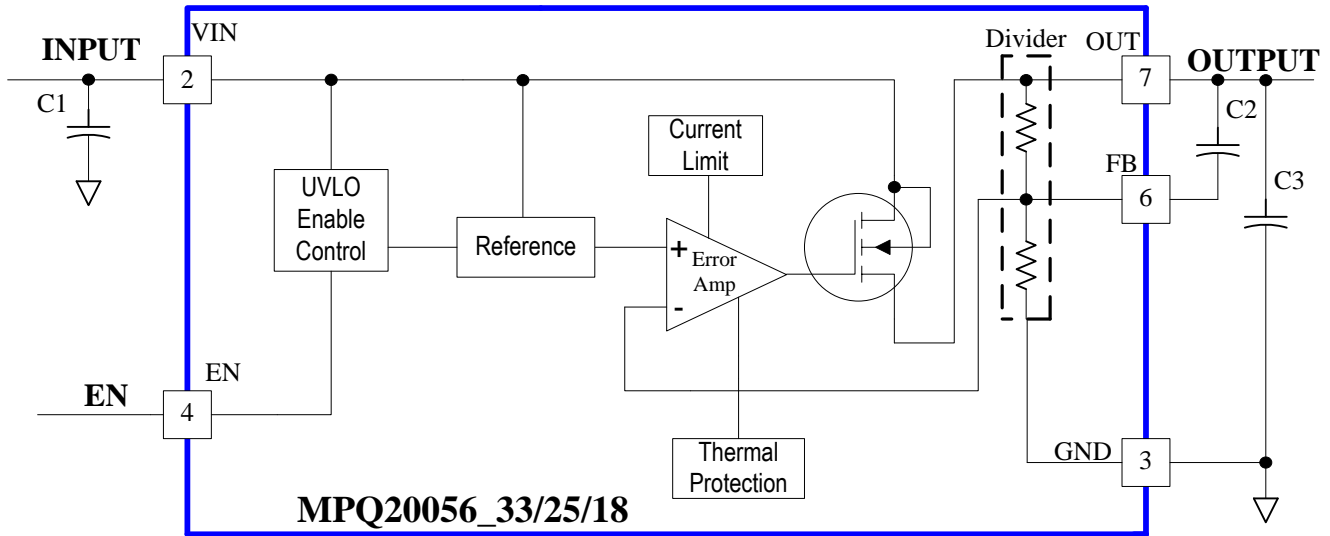 VIN
INPUT
2
C1
UVLO
Enable
Control
Reference
Current
Limit
+
Error
Amp
-
Thermal
Protection
Divider
OUT
7
OUTPUT
C2
FB
6
C3
EN
EN
4
GND
3
MPQ20056_33/25/18